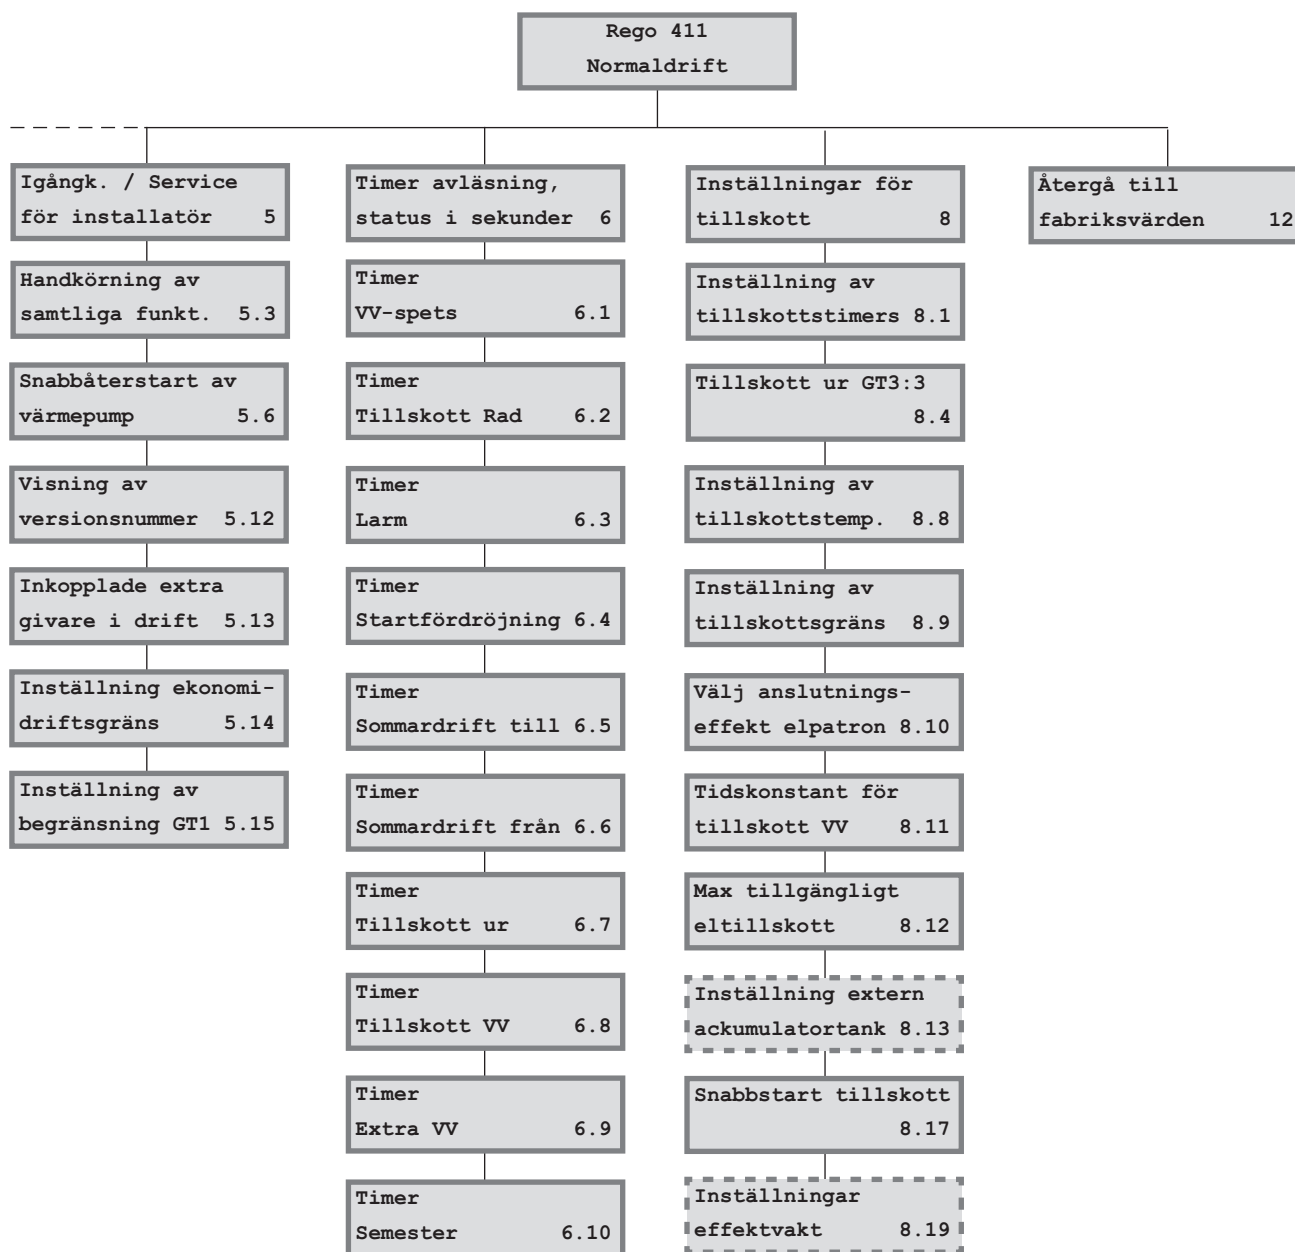 Rego 411
Normaldrift
Igångk. / Service
för installatör 5
Handkörning av
samtliga funkt. 5.3
Snabbåterstart av
värmepump 5.6
Visning av
versionsnummer 5.12
Inkopplade extra
givare i drift 5.13
Inställning ekonomi-
driftsgräns 5.14
Inställning av
begränsning GT1 5.15
Timer avläsning,
status i sekunder 6
Timer
VV-spets 6.1
Timer
Tillskott Rad 6.2
Timer
Larm 6.3
Timer
Startfördröjning 6.4
Timer
Sommardrift till 6.5
Timer
Sommardrift från 6.6
Timer
Tillskott ur 6.7
Timer
Tillskott VV 6.8
Timer
Extra VV 6.9
Timer
Semester 6.10
Inställningar för
tillskott 8
Inställning av
tillskottstimers 8.1
Tillskott ur GT3:3
8.4
Inställning av
tillskottstemp. 8.8
Inställning av
tillskottsgräns 8.9
Välj anslutnings-
effekt elpatron 8.10
Tidskonstant för
tillskott VV 8.11
Max tillgängligt
eltillskott 8.12
Inställning extern
ackumulatortank 8.13
Snabbstart tillskott
8.17
Inställningar
effektvakt 8.19
Återgå till
fabriksvärden 12